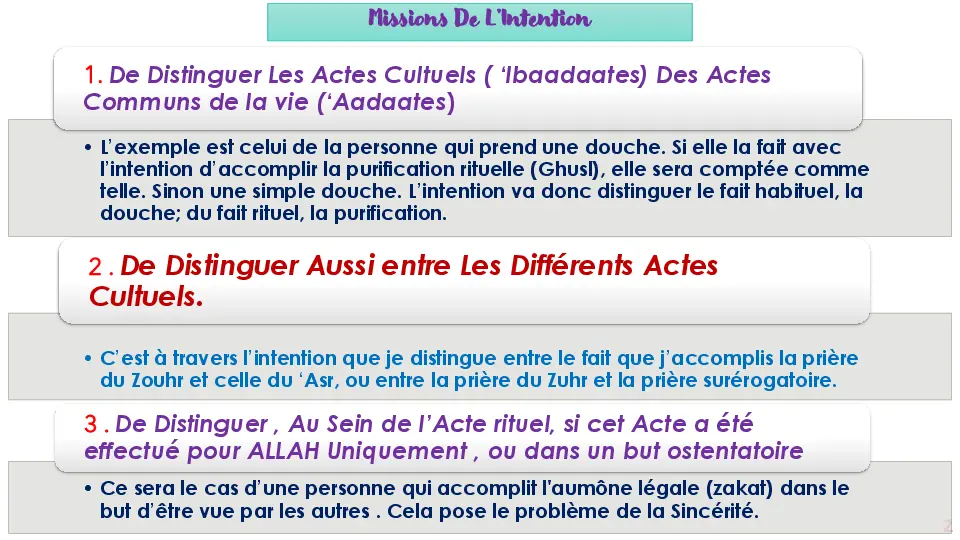 Missions De L'Intention
1. De Distinguer Les Actes Cultuels ( ‘Ibaadaates) Des Actes
Communs de la vie (‘Aadaates)
• L’exemple est celui de la personne qui prend une douche. Si elle la fait avec
l’intention d’accomplir la purification rituelle (Ghusl), elle sera comptée comme
telle. Sinon une simple douche. L’intention va donc distinguer le fait habituel, la
douche; du fait rituel, la purification.
2 . De Distinguer Aussi entre Les Différents Actes
Cultuels.
• C’est à travers l’intention que je distingue entre le fait que j’accomplis la prière
du Zouhr et celle du ‘Asr, ou entre la prière du Zuhr et la prière surérogatoire.
3 . De Distinguer , Au Sein de l’Acte rituel, si cet Acte a été
effectué pour ALLAH Uniquement , ou dans un but ostentatoire
• Ce sera le cas d’une personne qui accomplit l’aumône légale (zakat) dans le
but d’être vue par les autres . Cela pose le problème de la Sincérité.
2